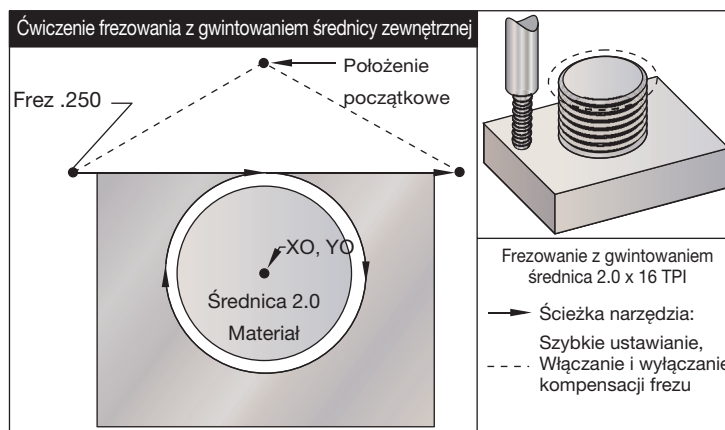 Ćwiczenie frezowania z gwintowaniem średnicy zewnętrznej
Położenie
początkowe
Frez .250
XO, YO
Średnica 2.0
Materiał
Frezowanie z gwintowaniem
średnica 2.0 x 16 TPI
Ścieżka narzędzia:
Szybkie ustawianie,
Włączanie i wyłączanie
kompensacji frezu